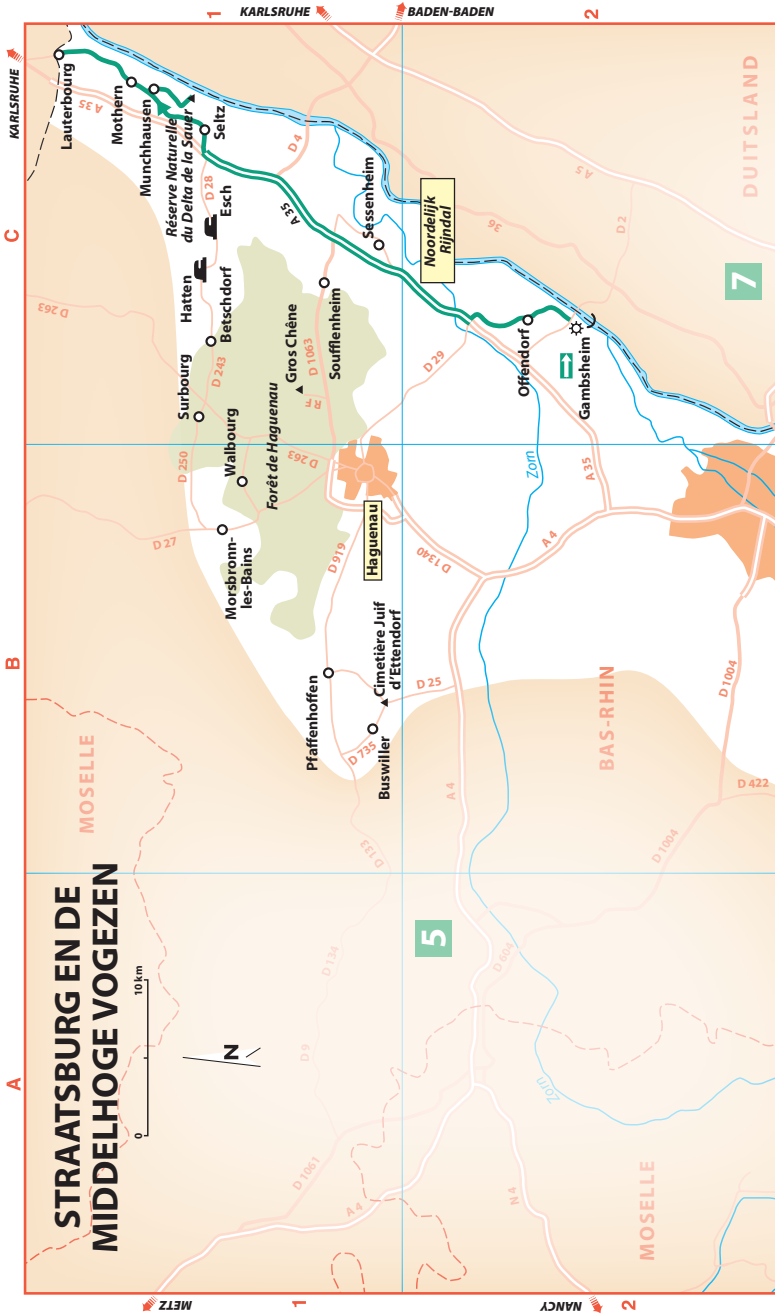 STRAATSBURG EN DE
MIDDELHOGE VOGEZEN
0
10 km
N
A
B
C
1
2
1
2
METZ
NANCY
KARLSRUHE
KARLSRUHE
BADEN-BADEN
MOSELLE
MOSELLE
BAS-RHIN
DUITSLAND
5
7
Lauterbourg
Mothern
Munchhausen
Réserve Naturelle
du Delta de la Sauer
Seltz
A 35
D 4
D 28
Esch
Hatten
Betschdorf
D 263
D 243
Surbourg
D 250
Walbourg
Forêt de Haguenau
Gros Chêne
R F.
D 1063
Soufflenheim
Sessenheim
A 35
Noordelijk
Rijndal
36
A 5
D 2
D 29
Offendorf
Gambsheim
D 27
Morsbronn-
les-Bains
D 263
D 919
Haguenau
D 1340
Zorn
A 35
A 4
Pfaffenhoffen
Cimetière Juif
d'Ettendorf
D 25
D 735
Buswiller
D 133
A 4
D 1004
D 422
D 1004
D 134
D 9
D 604
Zorn
D 1061
A 4
N 4